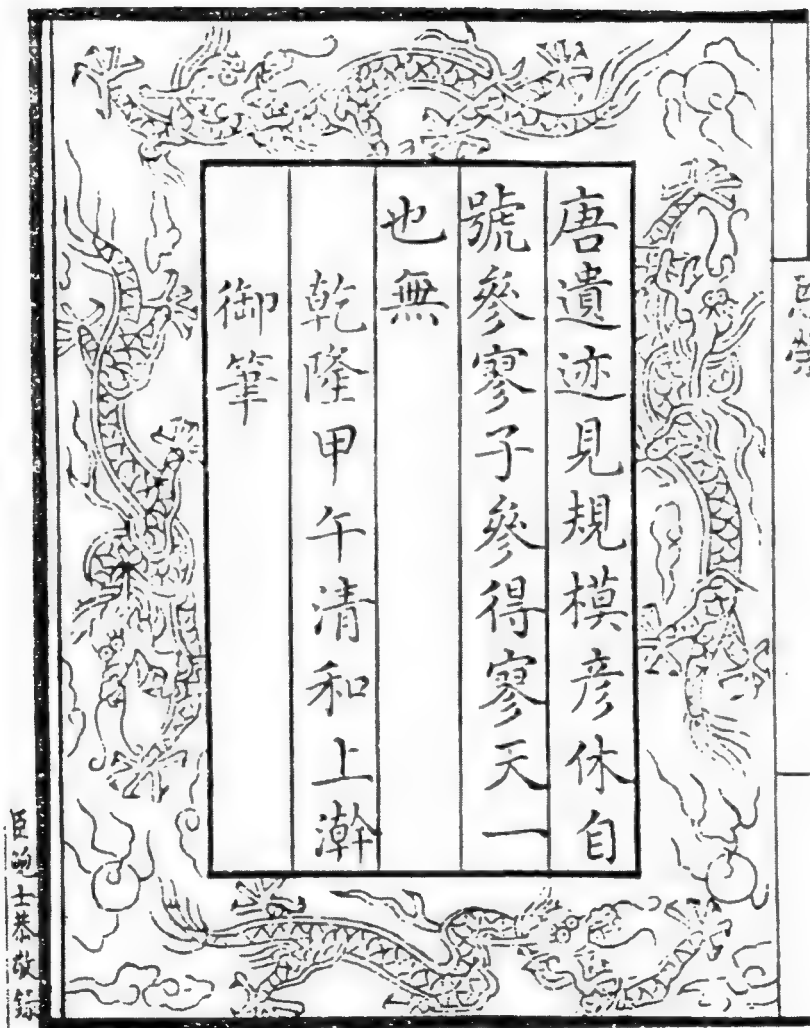 唐遺迹見規模彥休自
號參寥子參得寥天一
也無
乾隆甲午清和上澣
御筆
臣鮑士恭敬錄